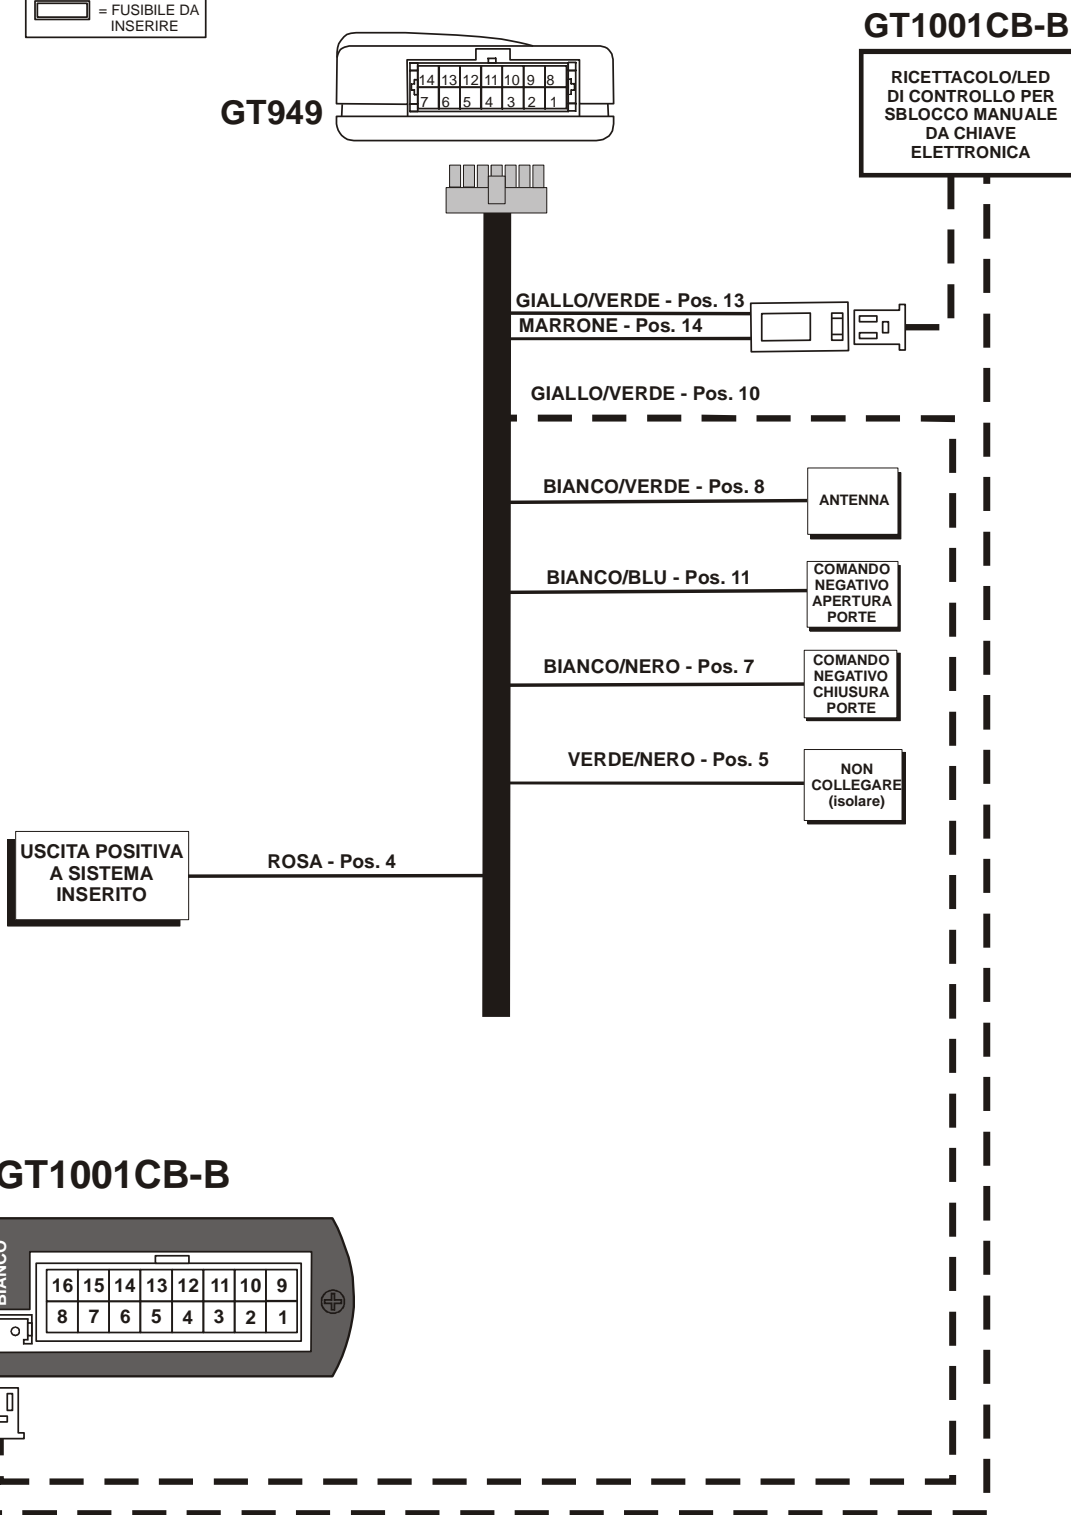 = FUSIBILE DA
INSERIRE
GT1001CB-B
RICETTACOLO/LED
DI CONTROLLO PER
SBLOCCO MANUALE
DA CHIAVE
ELETTRONICA
GT949
14 13 12 11 10 9 8
7 6 5 4 3 2 1
GIALLO/VERDE - Pos. 13
MARRONE - Pos. 14
GIALLO/VERDE - Pos. 10
BIANCO/VERDE - Pos. 8
ANTENNA
BIANCO/BLU - Pos. 11
COMANDO
NEGATIVO
APERTURA
PORTE
BIANCO/NERO - Pos. 7
COMANDO
NEGATIVO
CHIUSURA
PORTE
VERDE/NERO - Pos. 5
NON
COLLEGARE
(isolare)
USCITA POSITIVA
A SISTEMA
INSERITO
ROSA - Pos. 4
GT1001CB-B
BIANCO
16 15 14 13 12 11 10 9
8 7 6 5 4 3 2 1